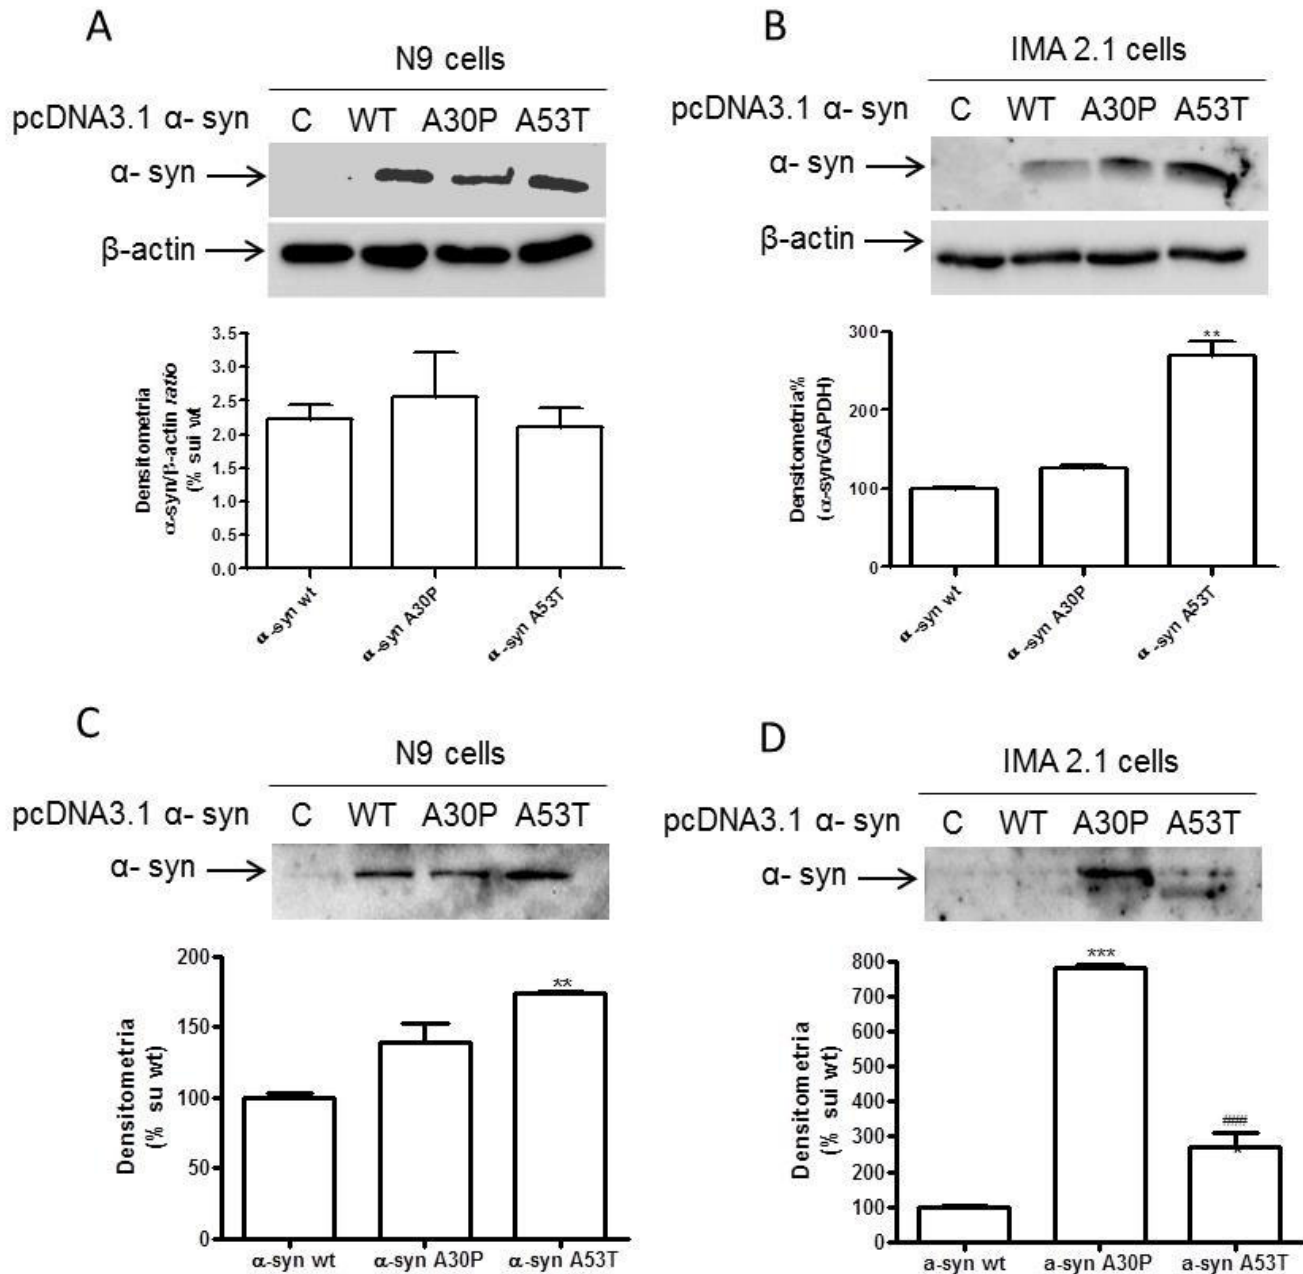 A
N9 cells
pcDNA3.1 α- syn C WT A30P A53T
α- syn
β-actin
Densitometria
α-syn/β-actin ratio
(% sui wt
3.5
3.0
2.5
2.0
1.5
1.0
0.5
0.0
α-syn wt
α-syn A30P
α-syn A53T
B
IMA 2.1 cells
pcDNA3.1 α- syn C WT A30P A53T
α- syn
β-actin
Densitometria%
(α-syn/GAPDH)
300
200
100
0
**
α-syn wt
α-syn A30P
α-syn A53T
C
N9 cells
pcDNA3.1 α- syn C WT A30P A53T
α- syn
Densitometria
(% su wt)
200
150
100
50
0
**
α-syn wt α-syn A30P α-syn A53T
D
IMA 2.1 cells
pcDNA3.1 α- syn C WT A30P A53T
α- syn
Densitometria
(% sui wt)
800
700
600
500
400
300
200
100
0
***
###
*
a-syn wt a-syn A30P a-syn A53T